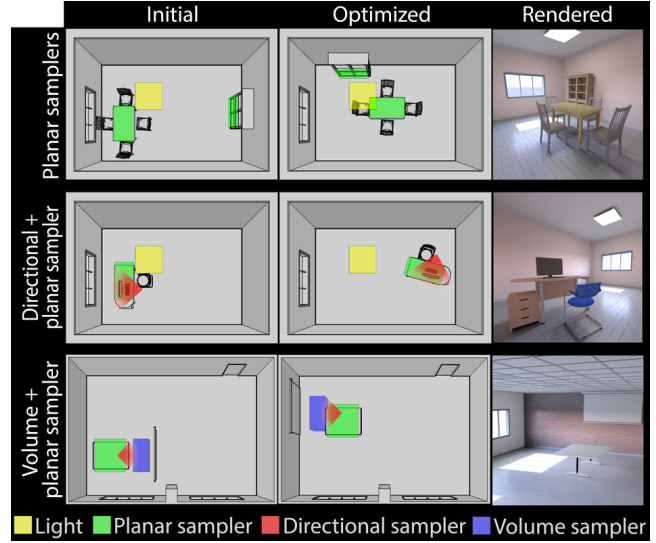 Initial
Optimized
Rendered
Planar samplers
Directional +
planar sampler
Volume +
planar sampler
Light
Planar sampler
Directional sampler
Volume sampler